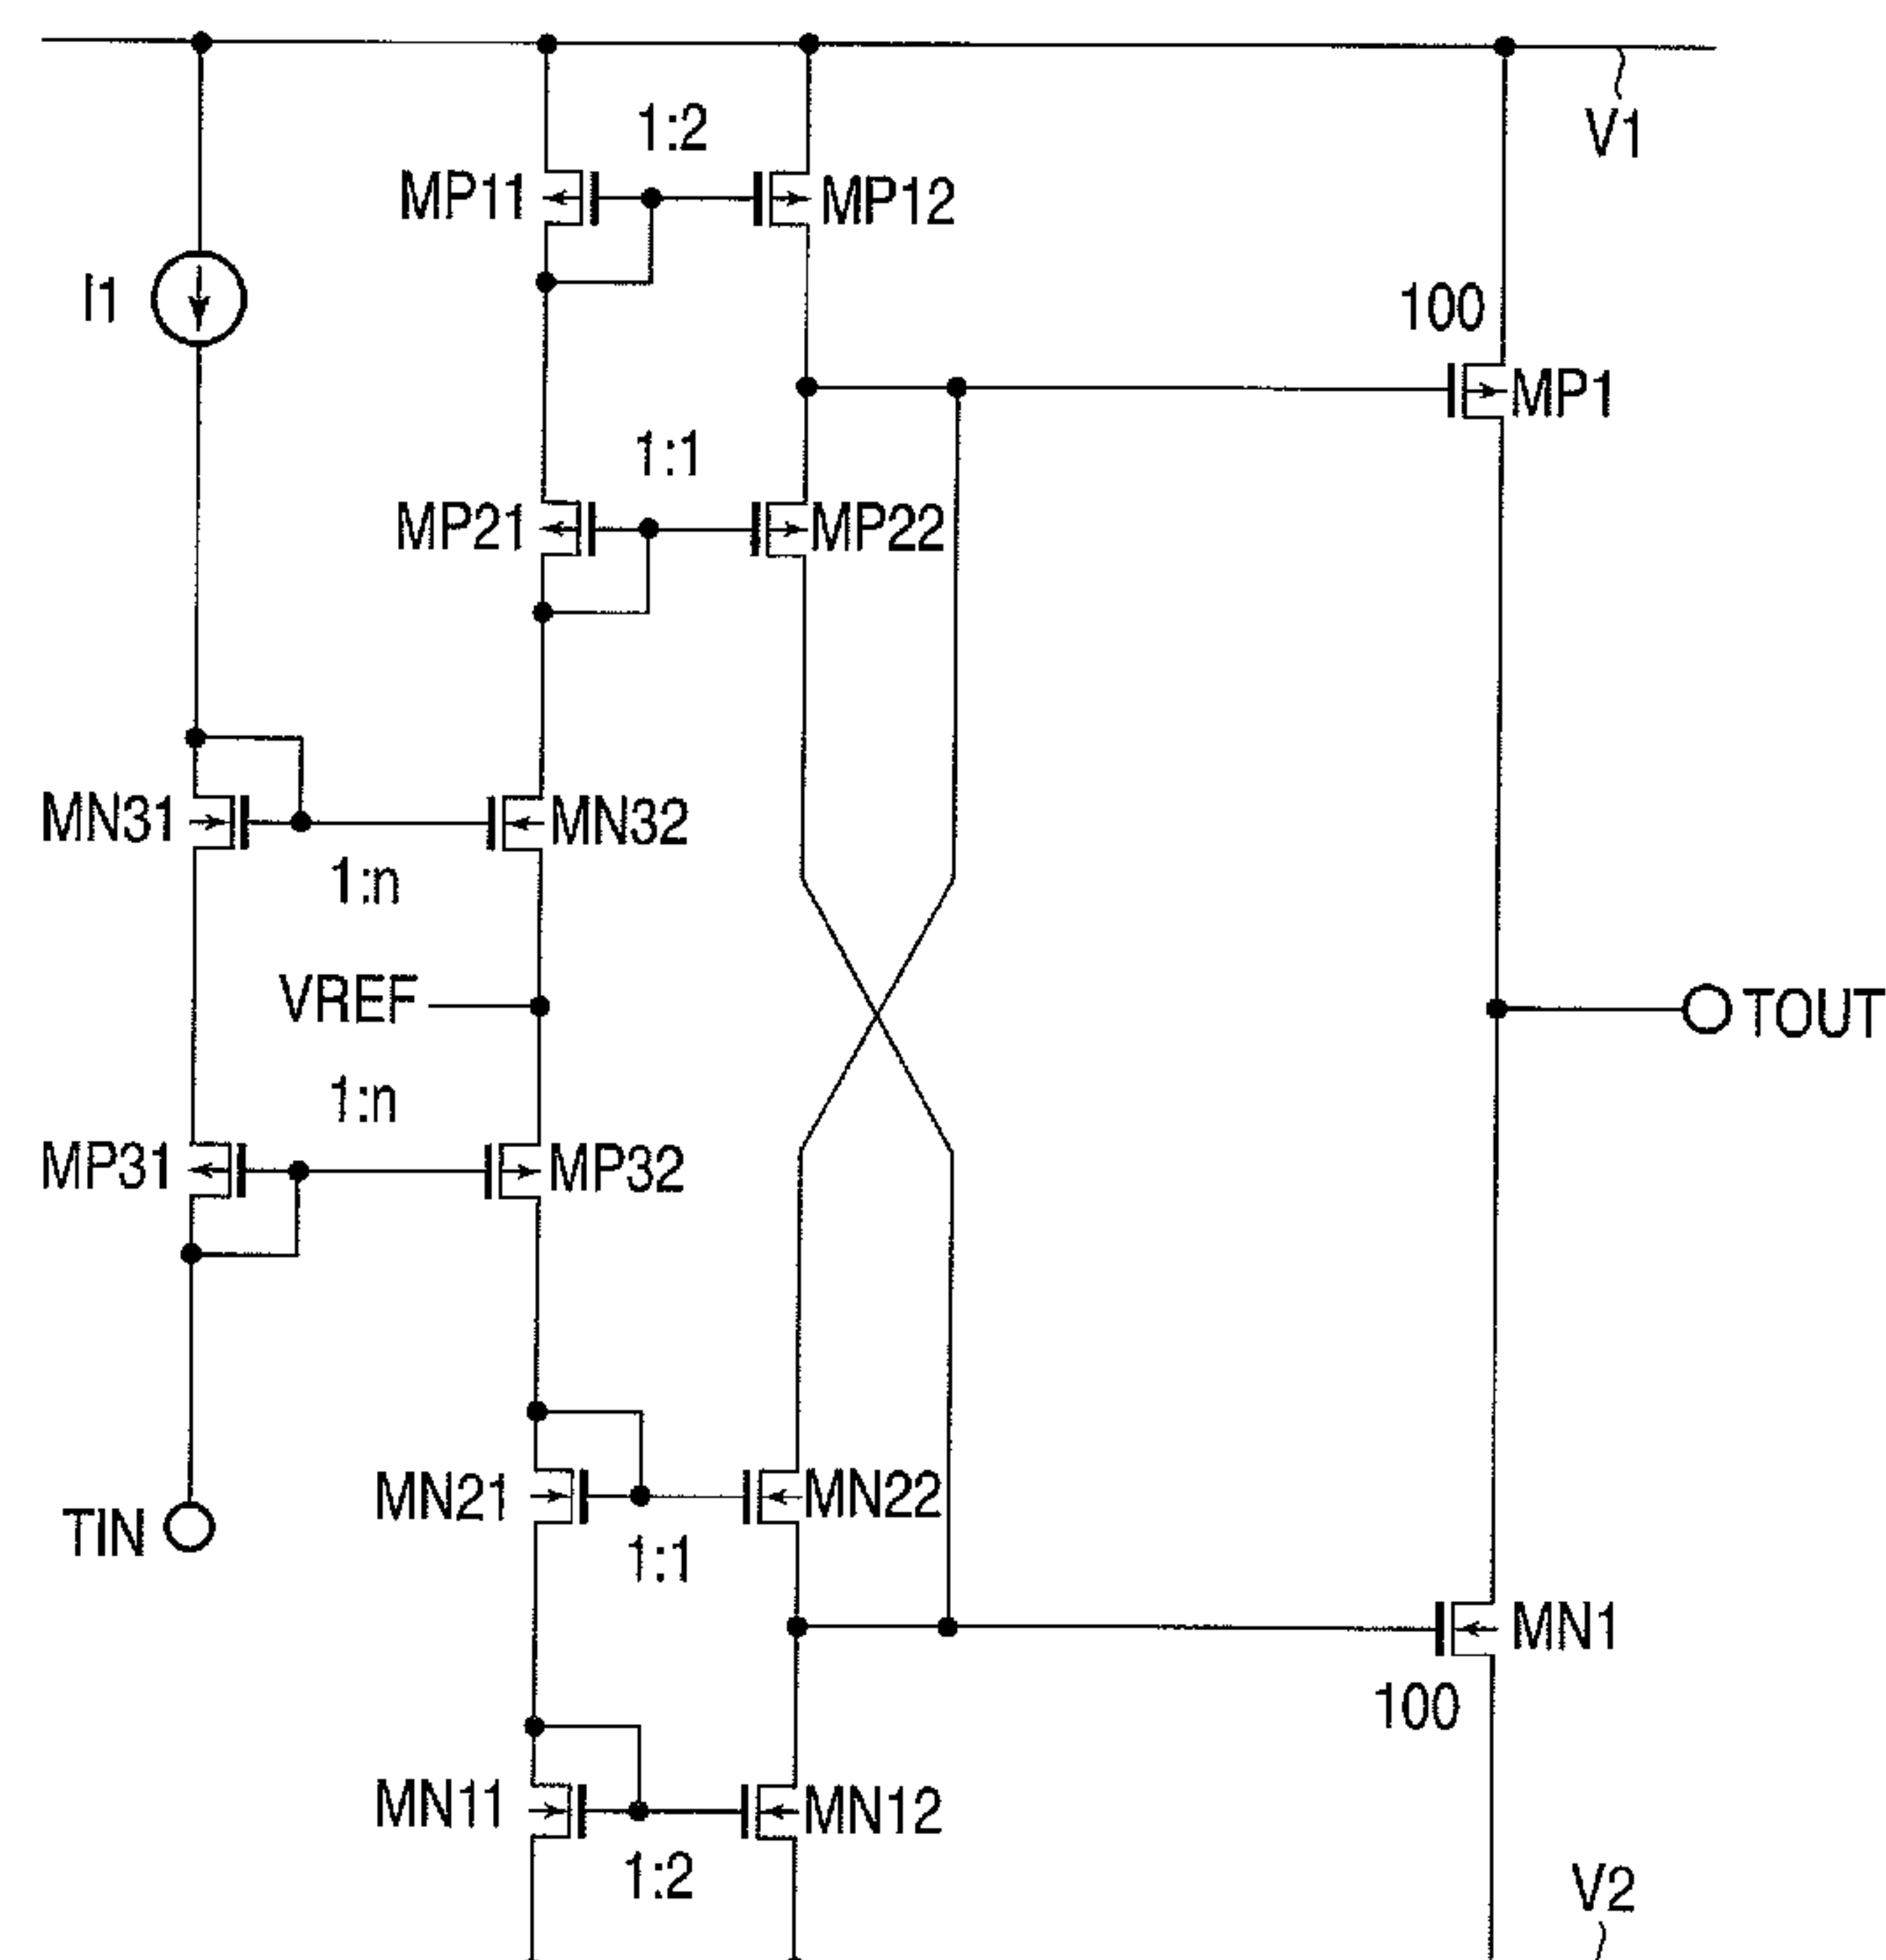 1:2
V1
MP11
MP12
I1
100
MP1
1:1
MP21
MP22
MN31
MN32
1:n
VREF
TOUT
1:n
MP31
MP32
MN21
MN22
TIN
1:1
MN1
100
MN11
MN12
1:2
V2